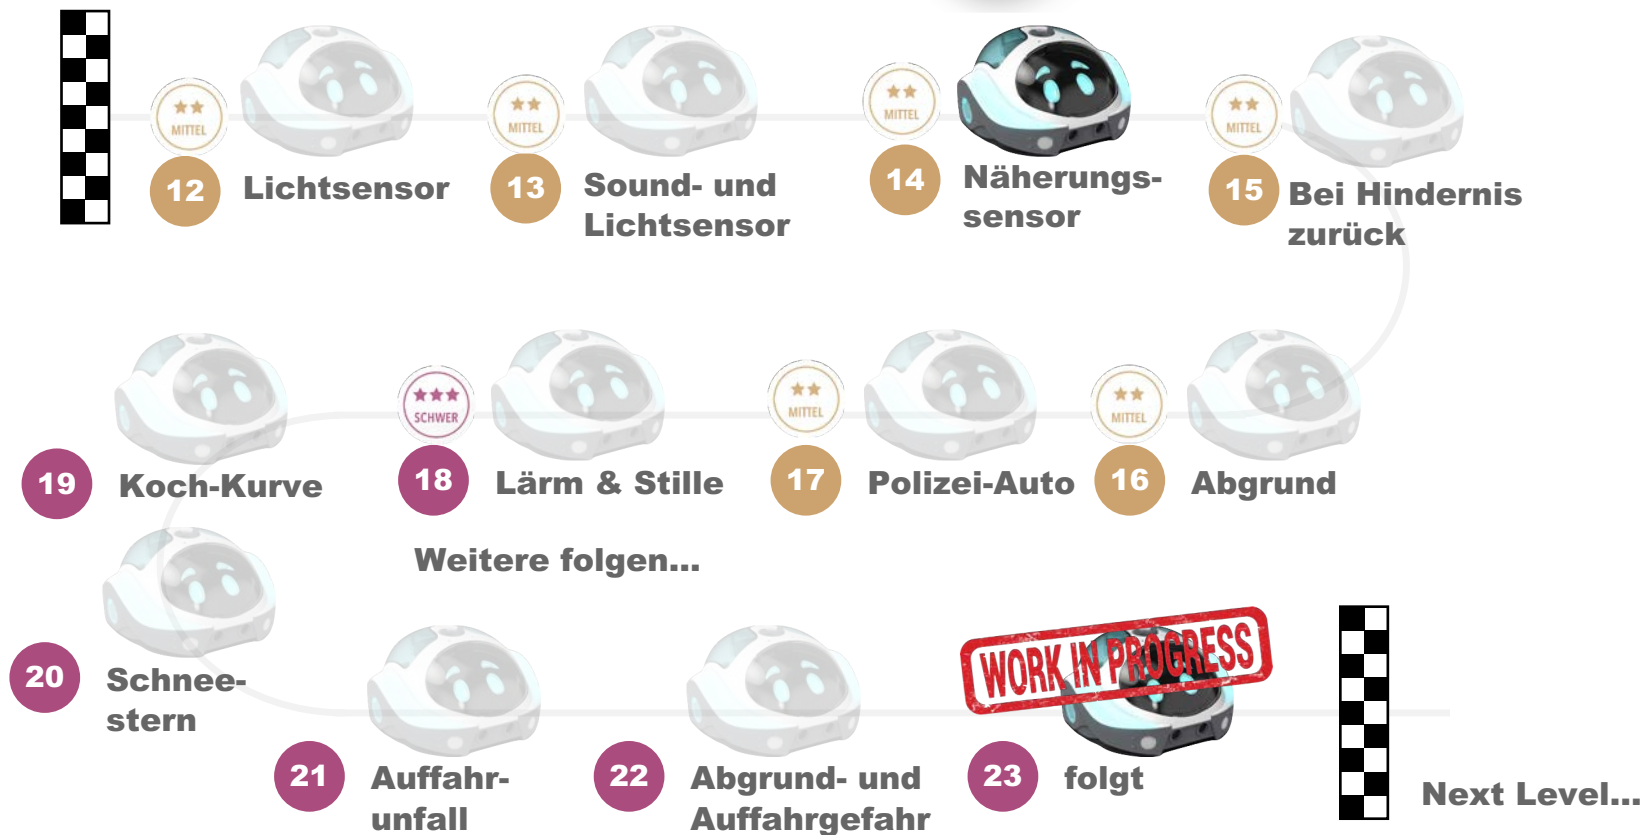 MITTEL
12
Lichtsensor
MITTEL
13
Sound- und
Lichtsensor
MITTEL
14
Näherungs-
sensor
MITTEL
15
Bei Hindernis
zurück
19
Koch-Kurve
SCHWER
18
Lärm & Stille
MITTEL
17
Polizei-Auto
MITTEL
16
Abgrund
Weitere folgen...
20
Schnee-
stern
21
Auffahr-
unfall
22
Abgrund- und
Auffahrgefahr
WORK IN PROGRESS
23
folgt
Next Level...